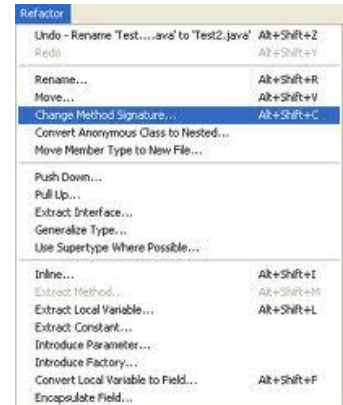 Refactor
Undo - Rename 'Test....ava' to 'Test2.java' Alt+Shift+Z
Redo Alt+Shift+Y
Rename... Alt+Shift+R
Move... Alt+Shift+V
Change Method Signature... Alt+Shift+C
Convert Anonymous Class to Nested...
Move Member Type to New File...
Push Down...
Pull Up...
Extract Interface...
Generalize Type...
Use Supertype Where Possible...
Inline... Alt+Shift+I
Extract Method... Alt+Shift+M
Extract Local Variable... Alt+Shift+L
Extract Constant...
Introduce Parameter...
Introduce Factory...
Convert Local Variable to Field... Alt+Shift+F
Encapsulate Field...